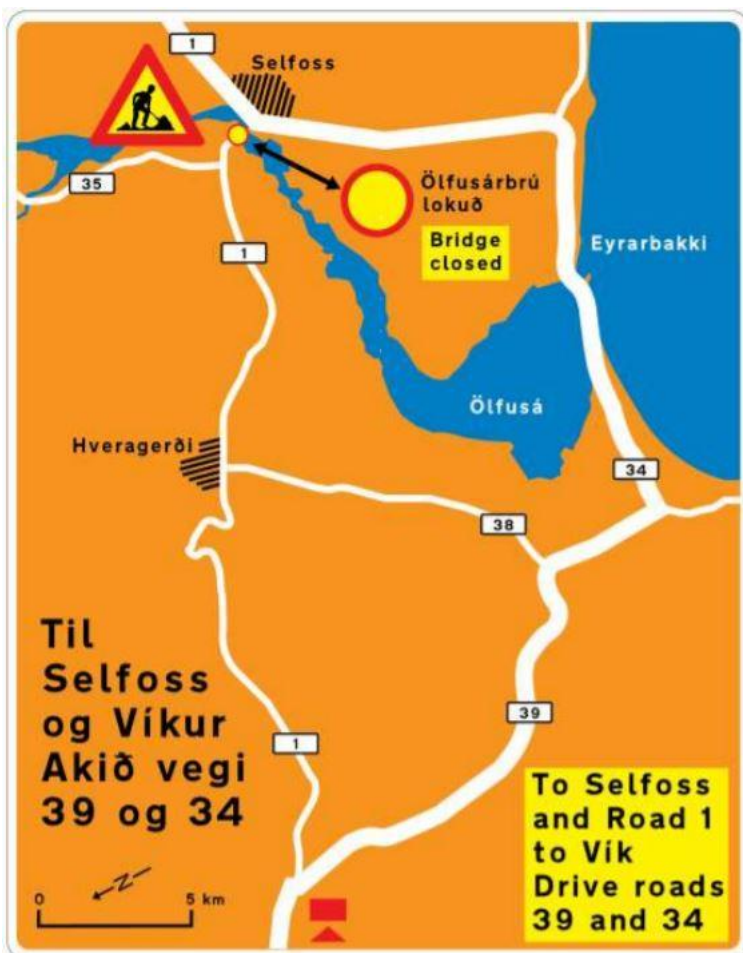 1
Selfoss
35
Ölfusárbrú
lokuð
Bridge
closed
1
Eyrarbakki
Ölfusá
Hveragerði
34
38
Til
Selfoss
og Víkur
Akið vegi
39 og 34
39
1
To Selfoss
and Road 1
to Vík
Drive roads
39 and 34
N
0 5 km